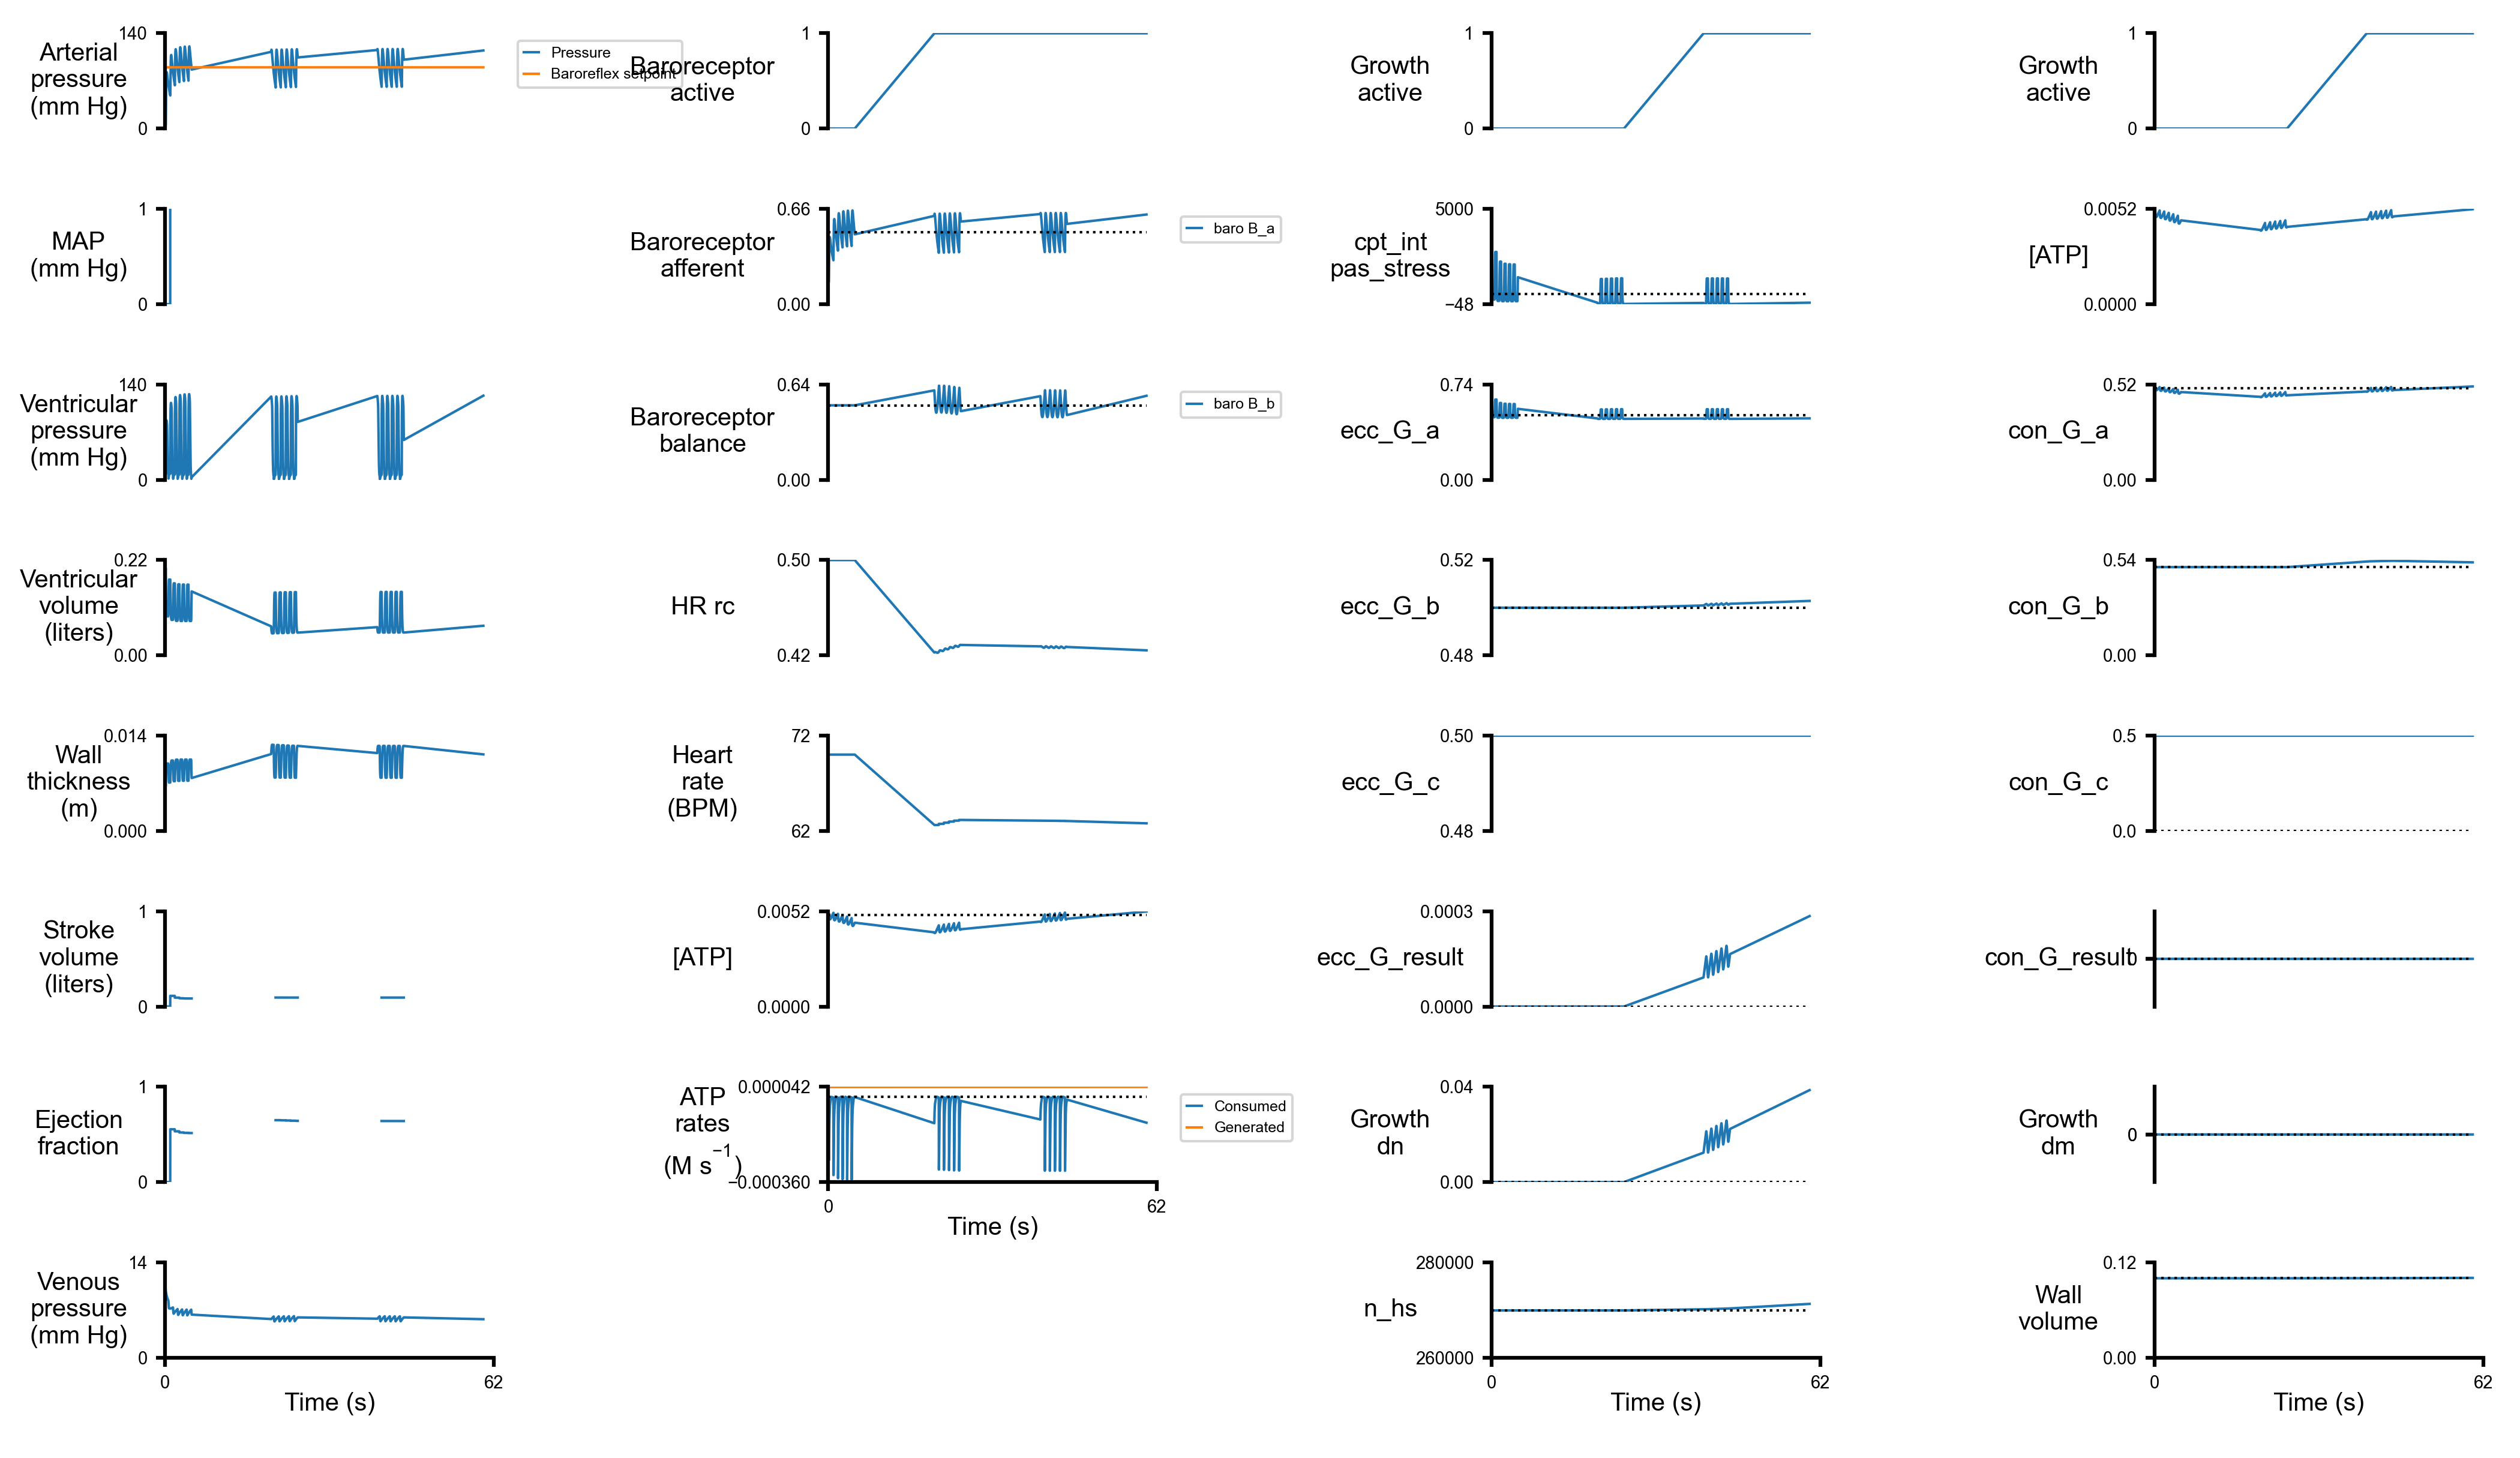 Arterial
pressure
(mm Hg)
140
0
Pressure
Baroreflex setpoint
Baroreceptor
active
1
0
Growth
active
1
0
Growth
active
1
0
MAP
(mm Hg)
1
0
Baroreceptor
afferent
0.66
0.00
baro B_a
cpt_int
pas_stress
5000
−48
[ATP]
0.0052
0.0000
Ventricular
pressure
(mm Hg)
140
0
Baroreceptor
balance
0.64
0.00
baro B_b
ecc_G_a
0.74
0.00
con_G_a
0.52
0.00
Ventricular
volume
(liters)
0.22
0.00
HR rc
0.50
0.42
ecc_G_b
0.52
0.48
con_G_b
0.54
0.00
Wall
thickness
(m)
0.014
0.000
Heart
rate
(BPM)
72
62
ecc_G_c
0.50
0.48
con_G_c
0.5
0.0
Stroke
volume
(liters)
1
0
[ATP]
0.0052
0.0000
ecc_G_result
0.0003
0.0000
con_G_result
0
Ejection
fraction
1
0
ATP
rates
(M s−1)
0.000042
−0.000360
0
62
Time (s)
Consumed
Generated
Growth
dn
0.04
0.00
Growth
dm
0
Venous
pressure
(mm Hg)
14
0
0
62
Time (s)
n_hs
280000
260000
0
62
Time (s)
Wall
volume
0.12
0.00
0
62
Time (s)